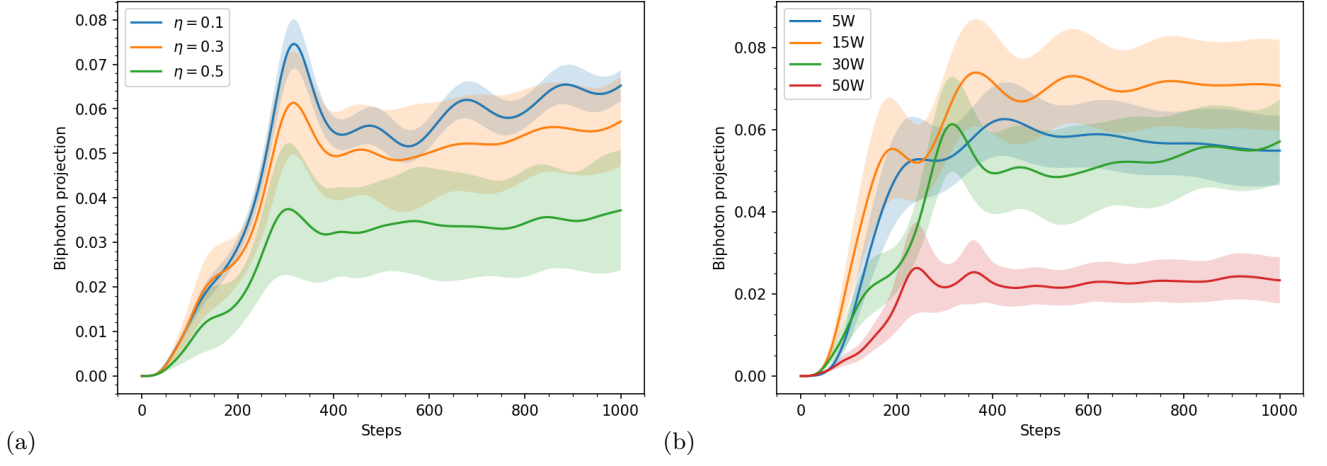 0.08
0.07
0.06
0.05
0.04
0.03
0.02
0.01
0.00
Biphoton projection
η = 0.1
η = 0.3
η = 0.5
0 200 400 600 800 1000
Steps
(a)
0.08
0.06
0.04
0.02
0.00
Biphoton projection
5W
15W
30W
50W
0 200 400 600 800 1000
Steps
(b)